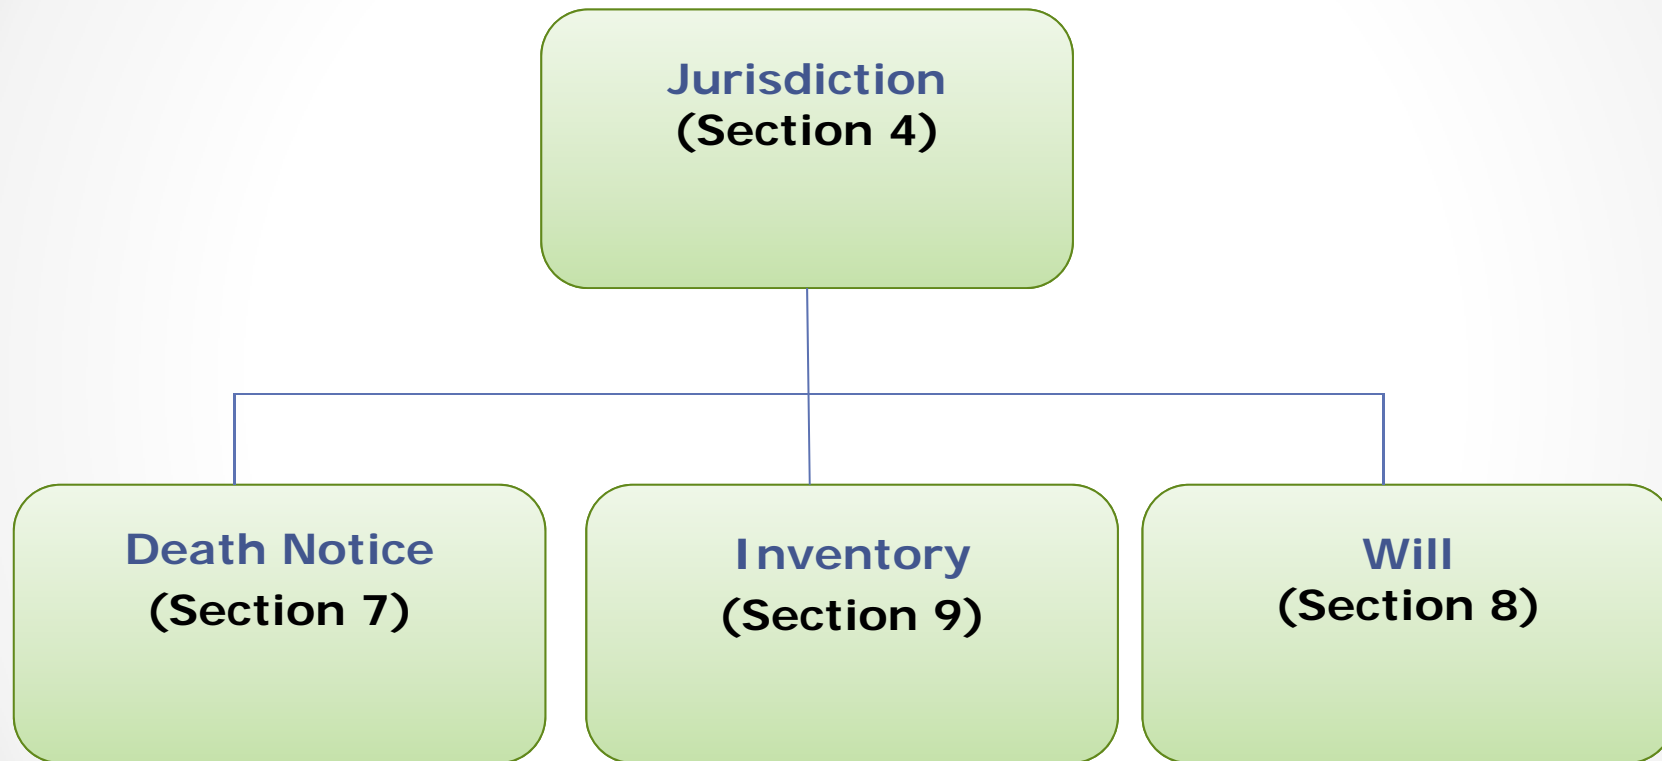 Jurisdiction
(Section 4)
Death Notice
(Section 7)
Inventory
(Section 9)
Will
(Section 8)